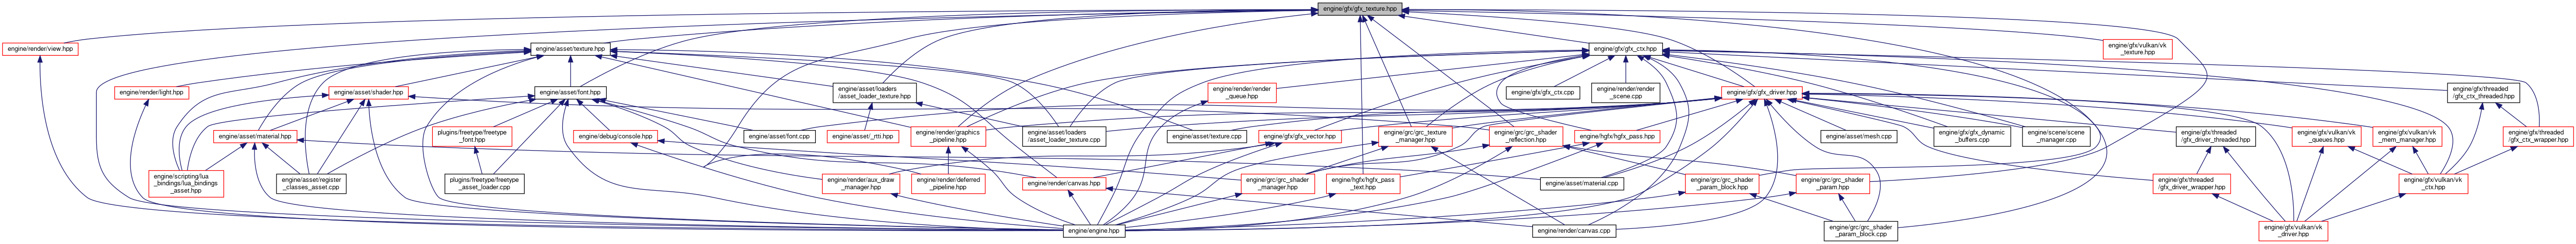 engine/gfx/gfx_texture.hpp
engine/render/view.hpp
engine/asset/texture.hpp
engine/gfx/gfx_ctx.hpp
engine/gfx/vulkan/vk
_texture.hpp
engine/render/light.hpp
engine/asset/shader.hpp
engine/asset/font.hpp
engine/asset/loaders
/asset_loader_texture.hpp
engine/render/render
_queue.hpp
engine/gfx/gfx_ctx.cpp
engine/render/render
_scene.cpp
engine/gfx/gfx_driver.hpp
engine/gfx/threaded
/gfx_ctx_threaded.hpp
engine/asset/material.hpp
plugins/freetype/freetype
_font.hpp
engine/debug/console.hpp
engine/asset/font.cpp
engine/asset/_rtti.hpp
engine/render/graphics
_pipeline.hpp
engine/asset/loaders
/asset_loader_texture.cpp
engine/asset/texture.cpp
engine/gfx/gfx_vector.hpp
engine/grc/grc_texture
_manager.hpp
engine/grc/grc_shader
_reflection.hpp
engine/hgfx/hgfx_pass.hpp
engine/asset/mesh.cpp
engine/gfx/gfx_dynamic
_buffers.cpp
engine/scene/scene
_manager.cpp
engine/gfx/threaded
/gfx_driver_threaded.hpp
engine/gfx/vulkan/vk
_queues.hpp
engine/gfx/vulkan/vk
_mem_manager.hpp
engine/gfx/threaded
/gfx_ctx_wrapper.hpp
engine/scripting/lua
_bindings/lua_bindings
_asset.hpp
engine/asset/register
_classes_asset.cpp
plugins/freetype/freetype
_asset_loader.cpp
engine/render/aux_draw
_manager.hpp
engine/render/deferred
_pipeline.hpp
engine/render/canvas.hpp
engine/grc/grc_shader
_manager.hpp
engine/hgfx/hgfx_pass
_text.hpp
engine/asset/material.cpp
engine/grc/grc_shader
_param_block.hpp
engine/grc/grc_shader
_param.hpp
engine/gfx/threaded
/gfx_driver_wrapper.hpp
engine/gfx/vulkan/vk
_ctx.hpp
engine/engine.hpp
engine/render/canvas.cpp
engine/grc/grc_shader
_param_block.cpp
engine/gfx/vulkan/vk
_driver.hpp